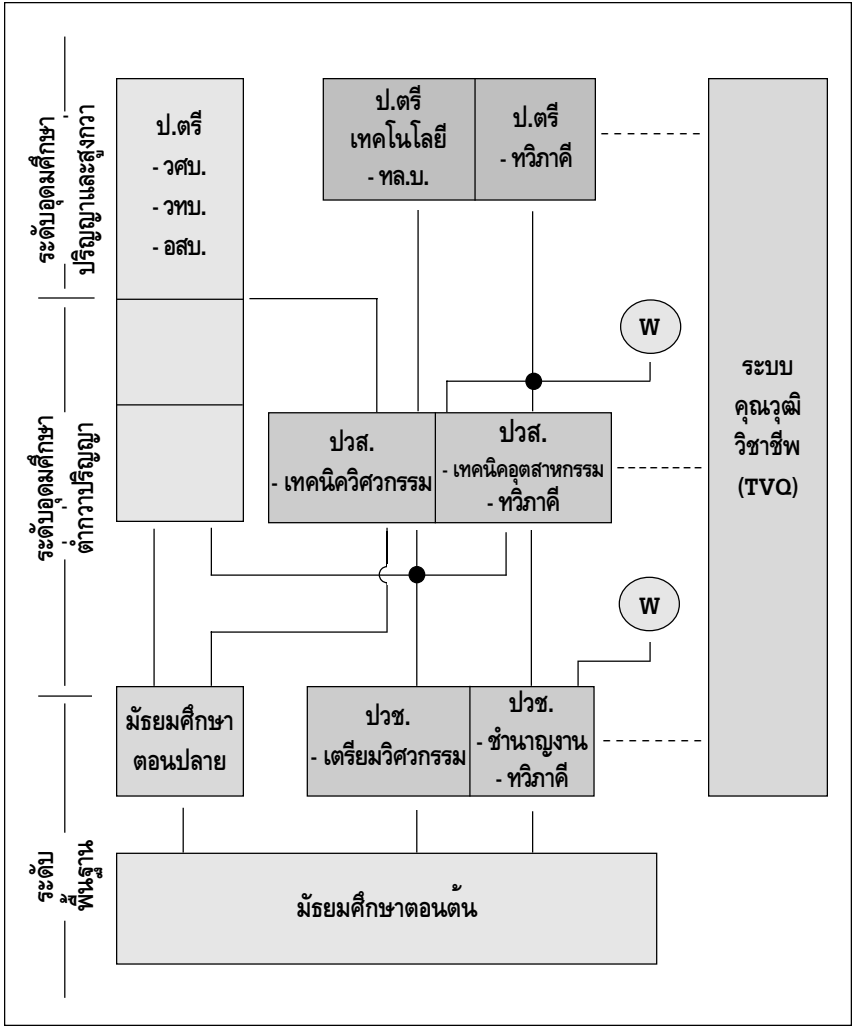 ระดับอุดมศึกษา
ปริญญาและสูงกว่า
ป.ตรี
- วศบ.
- วทบ.
- อสบ.
ป.ตรี
เทคโนโลยี
- ทล.บ.
ป.ตรี
- ทวิภาคี
W
ระบบ
คุณวุฒิ
วิชาชีพ
(TVQ)
ระดับอุดมศึกษา
ต่ำกว่าปริญญา
ปวส.
- เทคนิควิศวกรรม
ปวส.
- เทคนิคอุตสาหกรรม
- ทวิภาคี
W
มัธยมศึกษา
ตอนปลาย
ปวช.
- เตรียมวิศวกรรม
ปวช.
- ชำนาญงาน
- ทวิภาคี
ระดับ
พื้นฐาน
มัธยมศึกษาตอนต้น